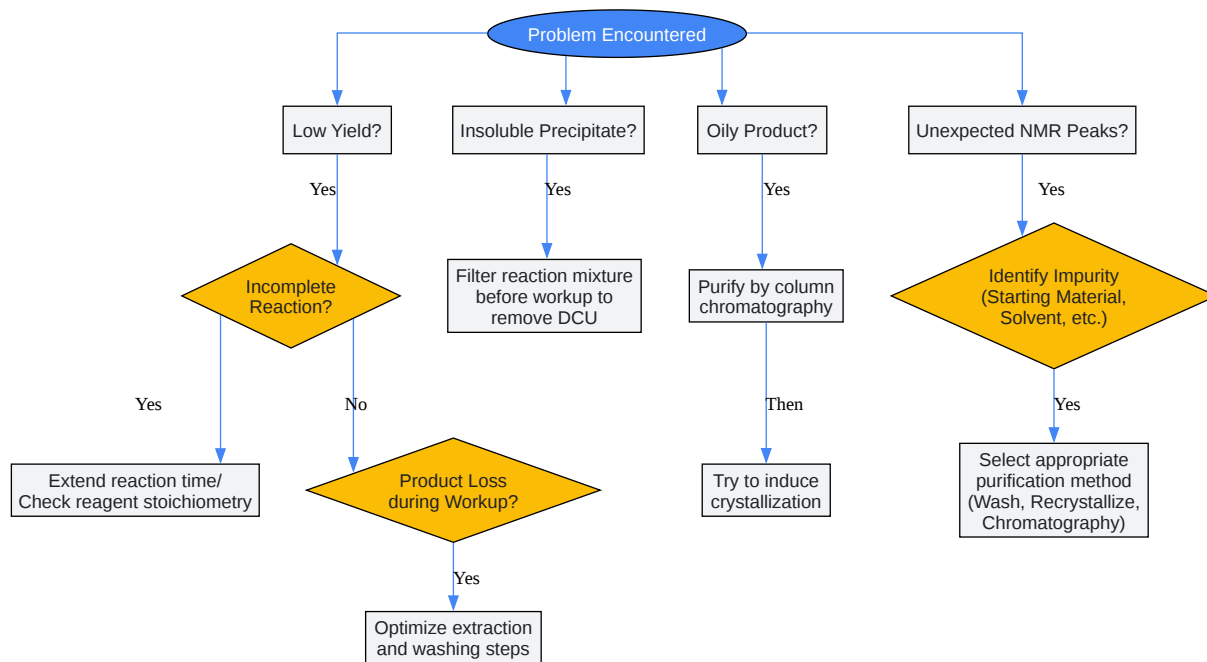 Problem Encountered
Low Yield?
Insoluble Precipitate?
Oily Product?
Unexpected NMR Peaks?
Yes
Yes
Yes
Yes
Incomplete
Reaction?
Filter reaction mixture
before workup to
remove DCU
Purify by column
chromatography
Identify Impurity
(Starting Material,
Solvent, etc.)
Yes
No
Then
Yes
Extend reaction time/
Check reagent stoichiometry
Product Loss
during Workup?
Try to induce
crystallization
Select appropriate
purification method
(Wash, Recrystallize,
Chromatography)
Yes
Optimize extraction
and washing steps